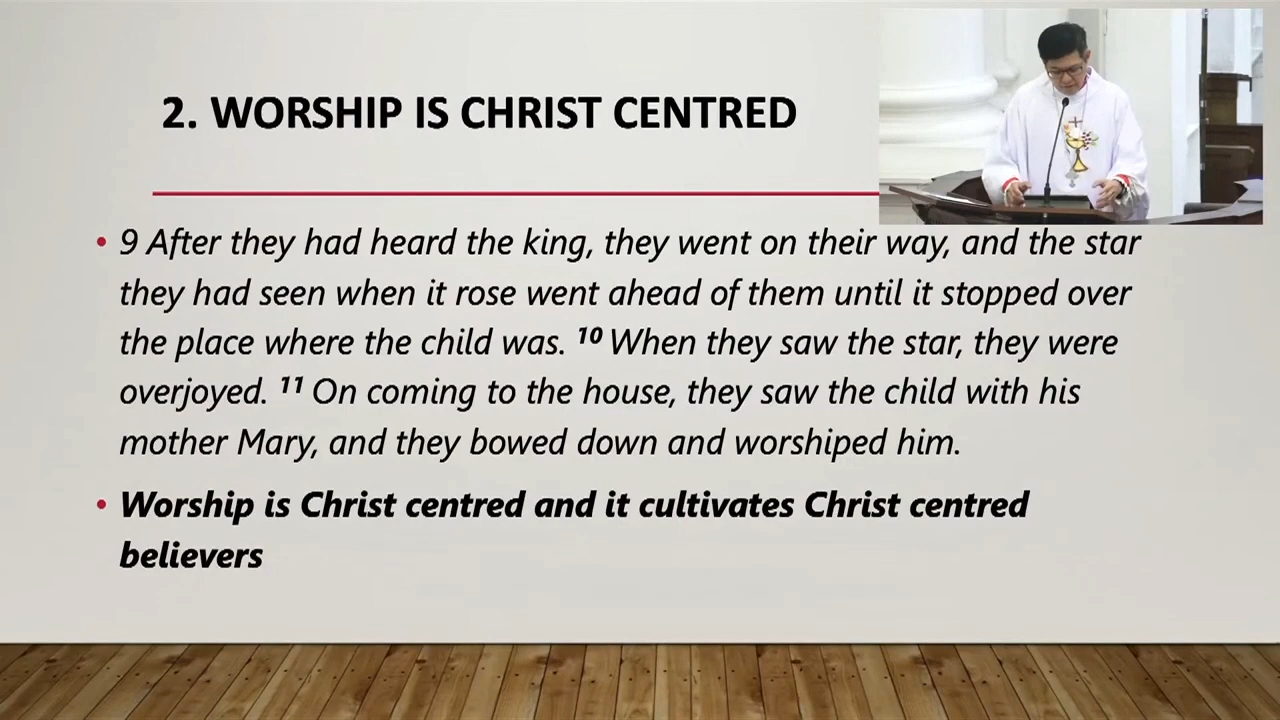 2. WORSHIP IS CHRIST CENTRED
• 9 After they had heard the king, they went on their way, and the star
they had seen when it rose went ahead of them until it stopped over
the place where the child was. ¹⁰ When they saw the star, they were
overjoyed. ¹¹ On coming to the house, they saw the child with his
mother Mary, and they bowed down and worshiped him.
• Worship is Christ centred and it cultivates Christ centred
believers